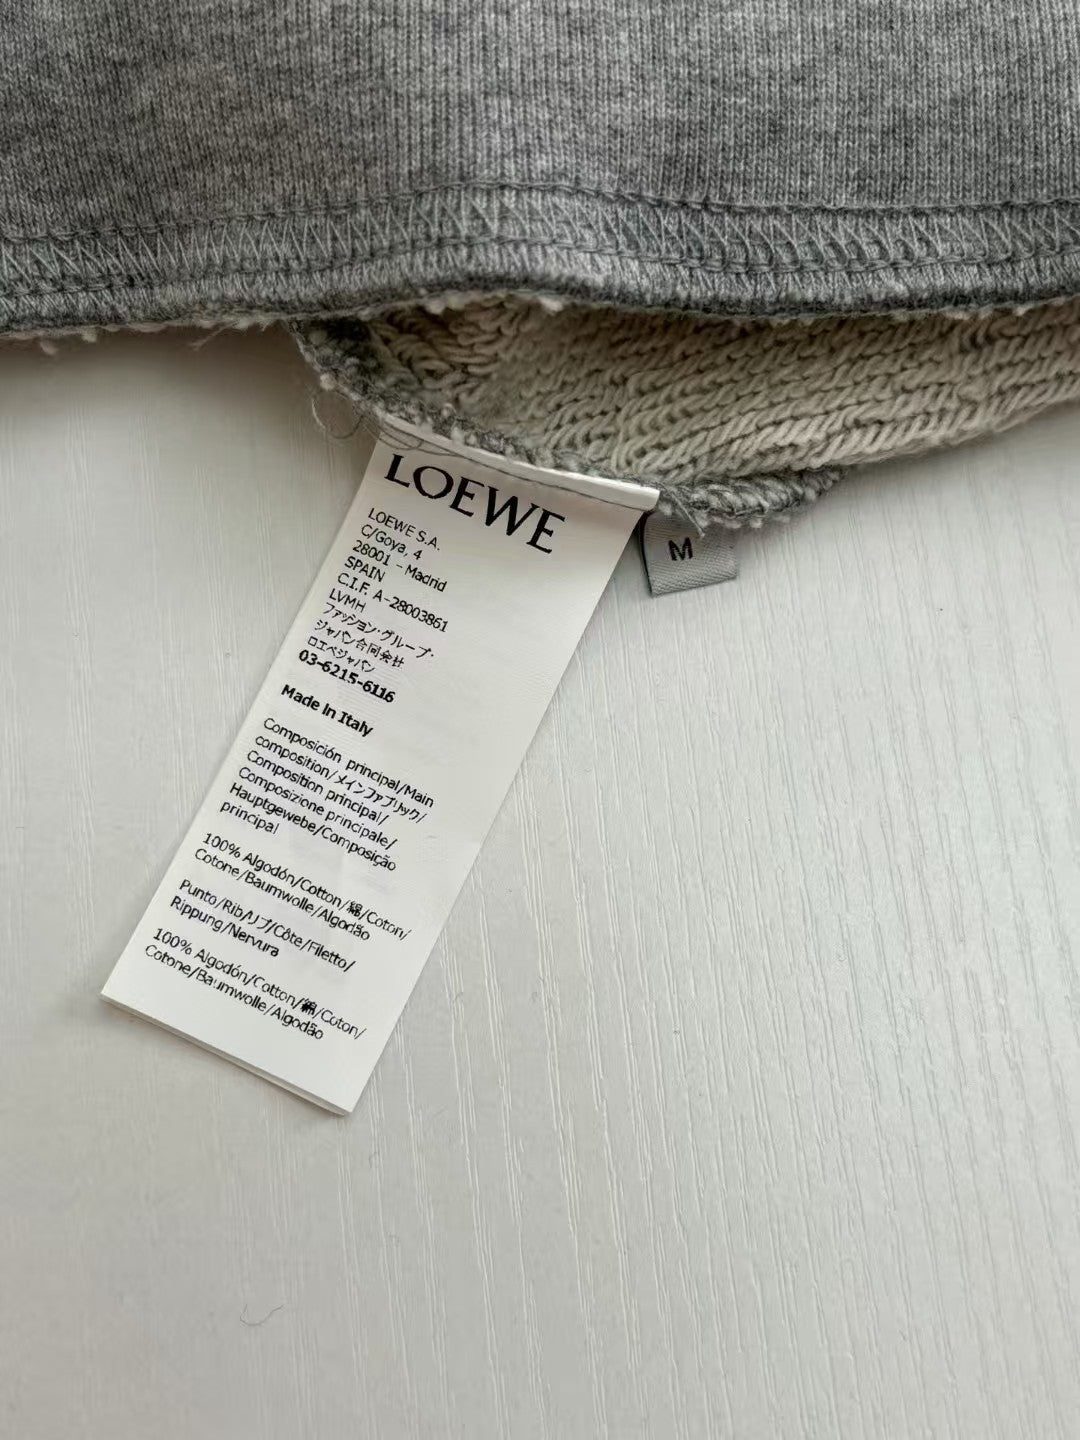 LOEWE
LOEWE S.A.
C/Goya, 4
28001 - Madrid
SPAIN
C.I.F. A-28003861
LVMH
ファッション・グループ・
ジャパン合同会社
ロエベジャパン
03-6215-6116
Made in Italy
Composición principal/Main
composition/メインファブリック/
Composition principal/
Composizione principale/
Hauptgewebe/Composição
principal
100% Algodón/Cotton/綿/Coton/
Cotone/Baumwolle/Algodão
Punto/Rib/リブ/Côte/Filetto/
Rippung/Nervura
100% Algodón/Cotton/綿/Coton/
Cotone/Baumwolle/Algodão
M